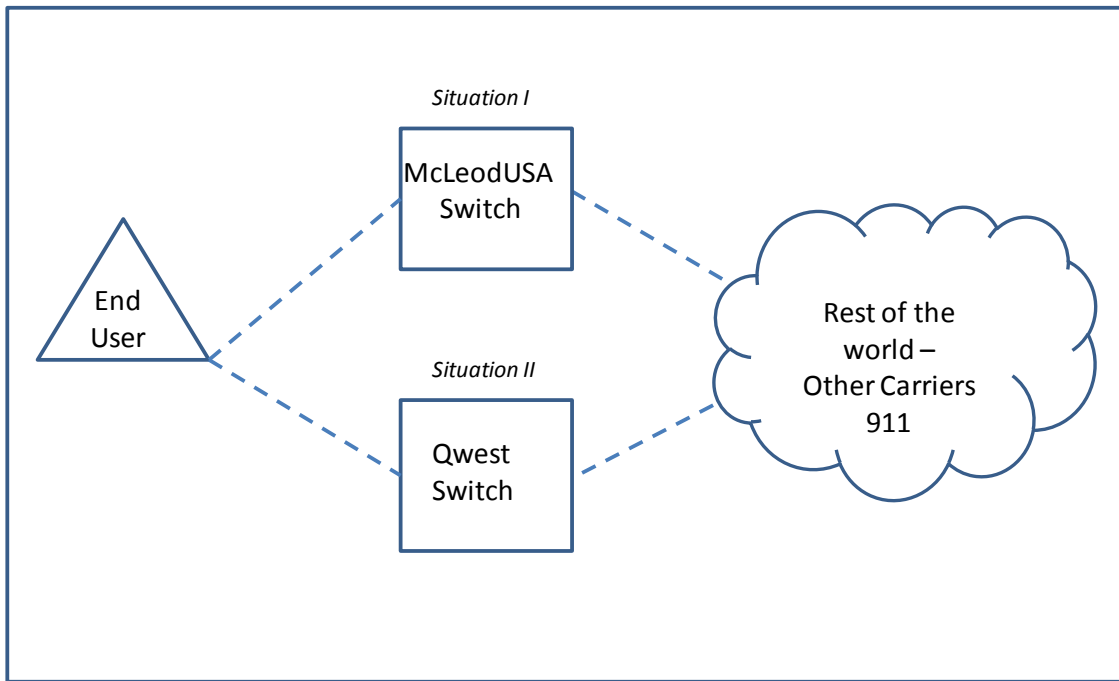 Situation I
McLeodUSA
Switch
End
User
Situation II
Qwest
Switch
Rest of the
world –
Other Carriers
911